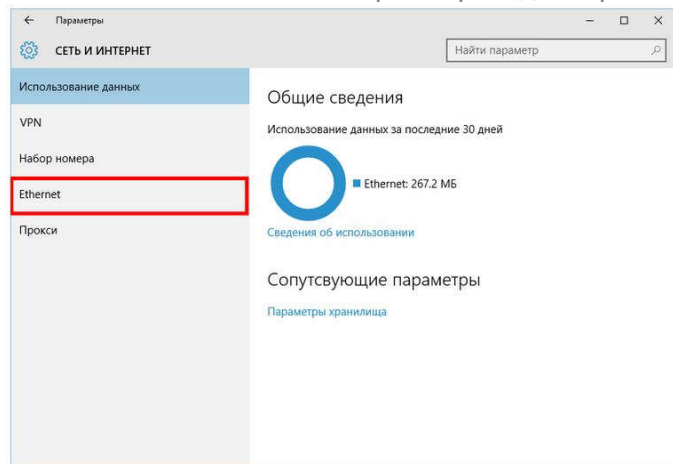 Параметры
СЕТЬ И ИНТЕРНЕТ
Найти параметр
Использование данных
VPN
Набор номера
Ethernet
Прокси
Общие сведения
Использование данных за последние 30 дней
Ethernet: 267.2 МБ
Сведения об использовании
Сопутсвующие параметры
Параметры хранилища